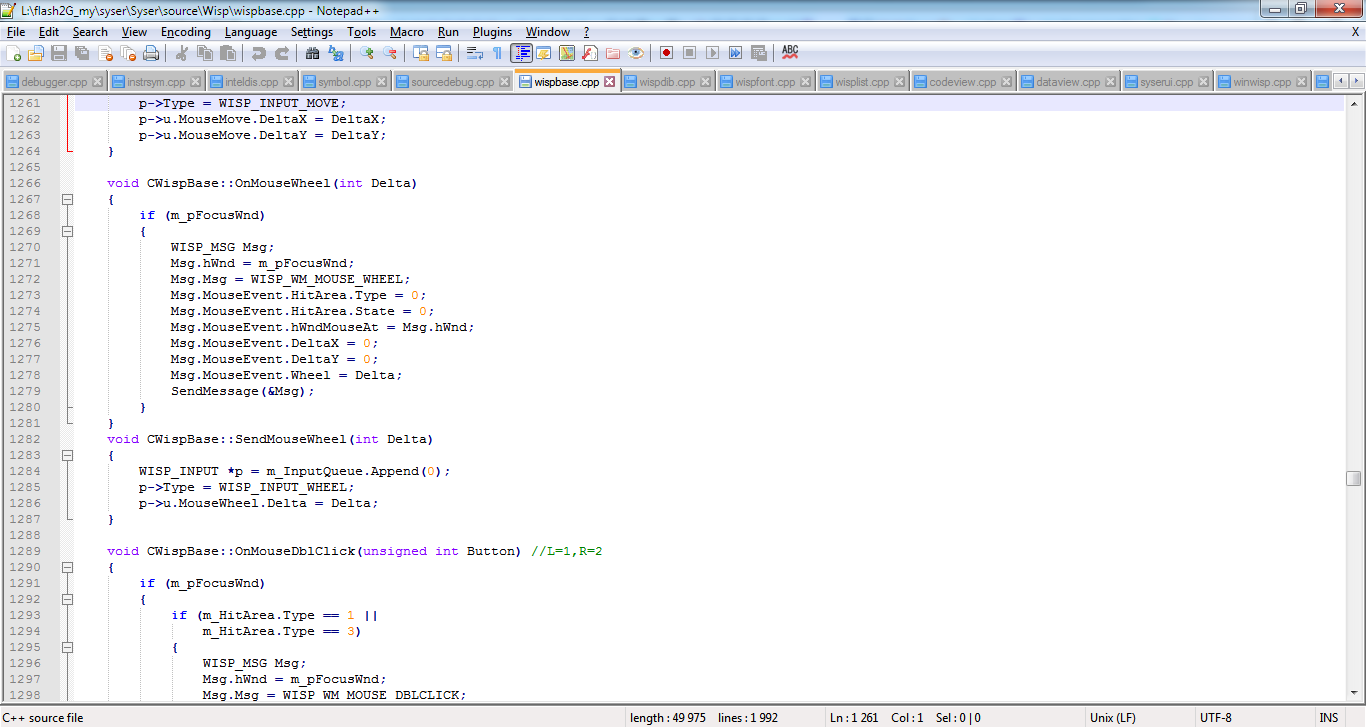 L:\flash2G_my\syser\Syser\source\Wisp\wispbase.cpp - Notepad++
File Edit Search View Encoding Language Settings Tools Macro Run Plugins Window ? X
ABC
debugger.cpp instrsym.cpp inteldis.cpp symbol.cpp sourcedebug.cpp wispbase.cpp wispdib.cpp wispfont.cpp wisplist.cpp codeview.cpp dataview.cpp syserui.cpp winwisp.cpp
1261 p->Type = WISP_INPUT_MOVE;
1262 p->u.MouseMove.DeltaX = DeltaX;
1263 p->u.MouseMove.DeltaY = DeltaY;
1264 }
1265
1266 void CWispBase::OnMouseWheel(int Delta)
1267 {
1268 if (m_pFocusWnd)
1269 {
1270 WISP_MSG Msg;
1271 Msg.hWnd = m_pFocusWnd;
1272 Msg.Msg = WISP_WM_MOUSE_WHEEL;
1273 Msg.MouseEvent.HitArea.Type = 0;
1274 Msg.MouseEvent.HitArea.State = 0;
1275 Msg.MouseEvent.hWndMouseAt = Msg.hWnd;
1276 Msg.MouseEvent.DeltaX = 0;
1277 Msg.MouseEvent.DeltaY = 0;
1278 Msg.MouseEvent.Wheel = Delta;
1279 SendMessage(&Msg);
1280 }
1281 }
1282 void CWispBase::SendMouseWheel(int Delta)
1283 {
1284 WISP_INPUT *p = m_InputQueue.Append(0);
1285 p->Type = WISP_INPUT_WHEEL;
1286 p->u.MouseWheel.Delta = Delta;
1287 }
1288
1289 void CWispBase::OnMouseDblClick(unsigned int Button) //L=1,R=2
1290 {
1291 if (m_pFocusWnd)
1292 {
1293 if (m_HitArea.Type == 1 ||
1294 m_HitArea.Type == 3)
1295 {
1296 WISP_MSG Msg;
1297 Msg.hWnd = m_pFocusWnd;
1298 Msg.Msg = WISP_WM_MOUSE_DBLCLICK;
C++ source file length : 49 975 lines : 1 992 Ln : 1 261 Col : 1 Sel : 0 | 0 Unix (LF) UTF-8 INS